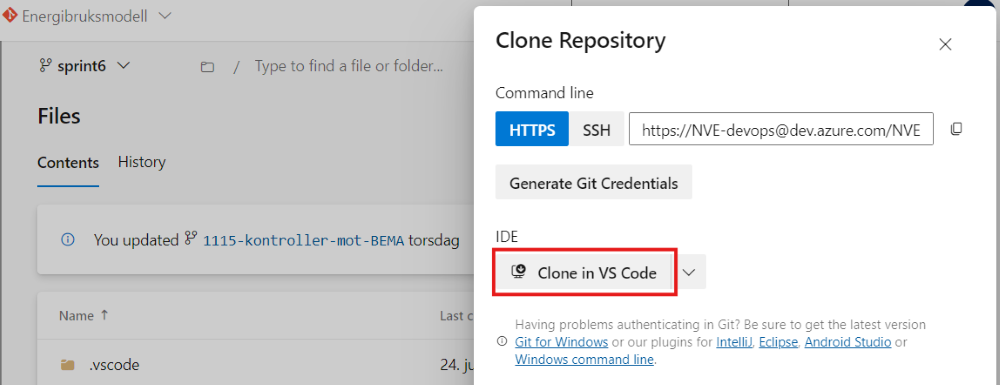 Energibruksmodell
sprint6
/ Type to find a file or folder...
Files
Contents History
You updated 1115-kontroller-mot-BEMA torsdag
Name ↑ Last c
.vscode 24. ju
Clone Repository
Command line
HTTPS SSH https://NVE-devops@dev.azure.com/NVE
Generate Git Credentials
IDE
Clone in VS Code
Having problems authenticating in Git? Be sure to get the latest version
Git for Windows or our plugins for IntelliJ, Eclipse, Android Studio or
Windows command line.